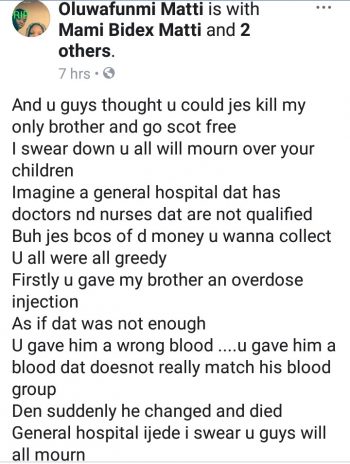 RIP
Oluwafunmi Matti is with
Mami Bidex Matti and 2
others.
7 hrs •
And u guys thought u could jes kill my
only brother and go scot free
I swear down u all will mourn over your
children
Imagine a general hospital dat has
doctors nd nurses dat are not qualified
Buh jes bcos of d money u wanna collect
U all were all greedy
Firstly u gave my brother an overdose
injection
As if dat was not enough
U gave him a wrong blood ....u gave him a
blood dat doesnot really match his blood
group
Den suddenly he changed and died
General hospital ijede i swear u guys will
all mourn